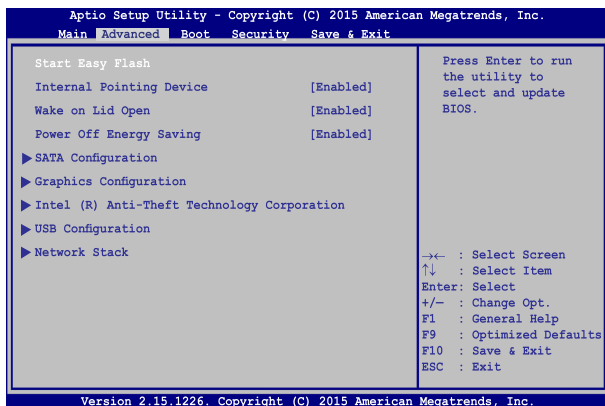 Aptio Setup Utility - Copyright (C) 2015 American Megatrends, Inc.
Main Advanced Boot Security Save & Exit
Start Easy Flash
Internal Pointing Device [Enabled]
Wake on Lid Open [Enabled]
Power Off Energy Saving [Enabled]
SATA Configuration
Graphics Configuration
Intel (R) Anti-Theft Technology Corporation
USB Configuration
Network Stack
Press Enter to run
the utility to
select and update
BIOS.
→← : Select Screen
↑↓ : Select Item
Enter: Select
+/— : Change Opt.
F1 : General Help
F9 : Optimized Defaults
F10 : Save & Exit
ESC : Exit
Version 2.15.1226. Copyright (C) 2015 American Megatrends, Inc.